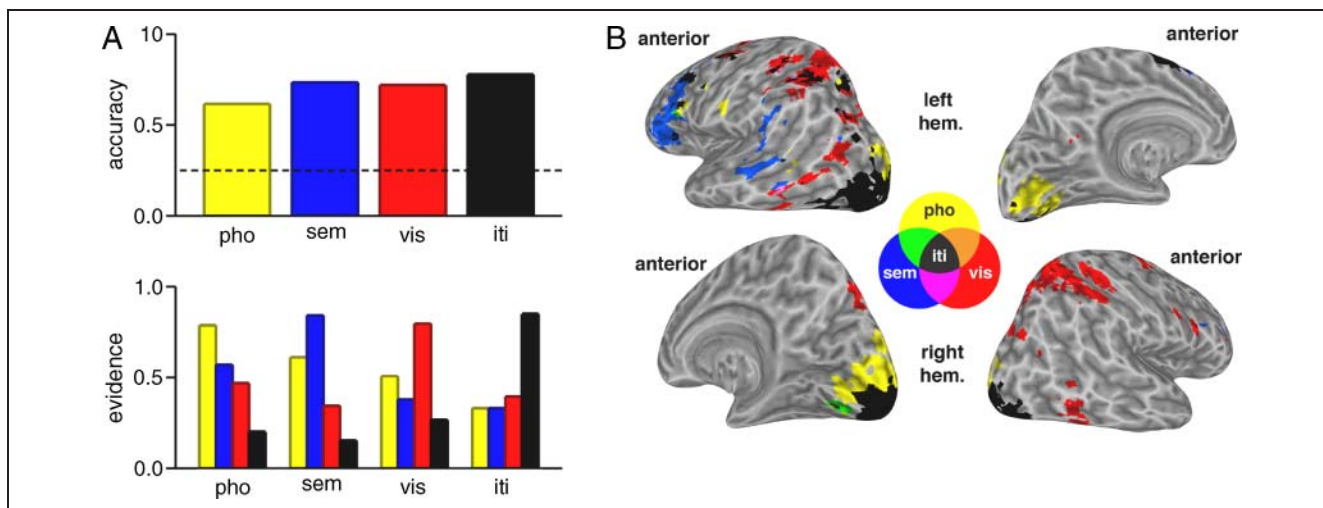 A
10
0.5
0.0
accuracy
pho sem vis iti
1.0
0.5
0.0
evidence
pho sem vis iti
B
anterior
anterior
left
hem.
pho
iti
sem
vis
anterior
anterior
right
hem.